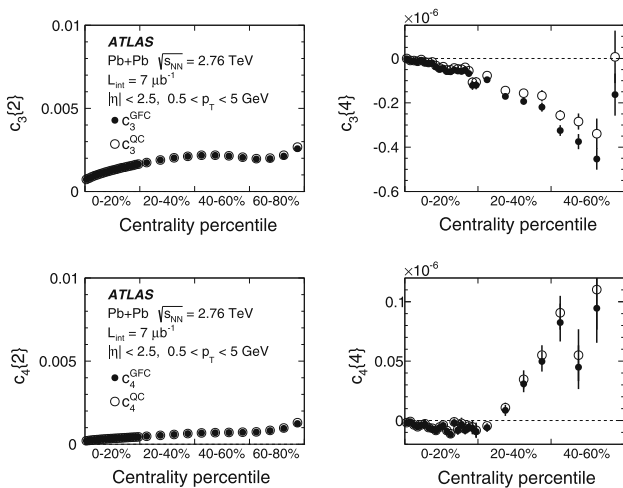 0.01
ATLAS
Pb+Pb √sNN = 2.76 TeV
Lint = 7 μb-1
|η| < 2.5, 0.5 < pT < 5 GeV
c3GFC
c3QC
0.005
0
c3{2}
0-20% 20-40% 40-60% 60-80%
Centrality percentile
×10-6
0
-0.2
-0.4
-0.6
c3{4}
0-20% 20-40% 40-60%
Centrality percentile
0.01
ATLAS
Pb+Pb √sNN = 2.76 TeV
Lint = 7 μb-1
|η| < 2.5, 0.5 < pT < 5 GeV
c4GFC
c4QC
0.005
0
c4{2}
0-20% 20-40% 40-60% 60-80%
Centrality percentile
×10-6
0.1
0.05
0
c4{4}
0-20% 20-40% 40-60%
Centrality percentile